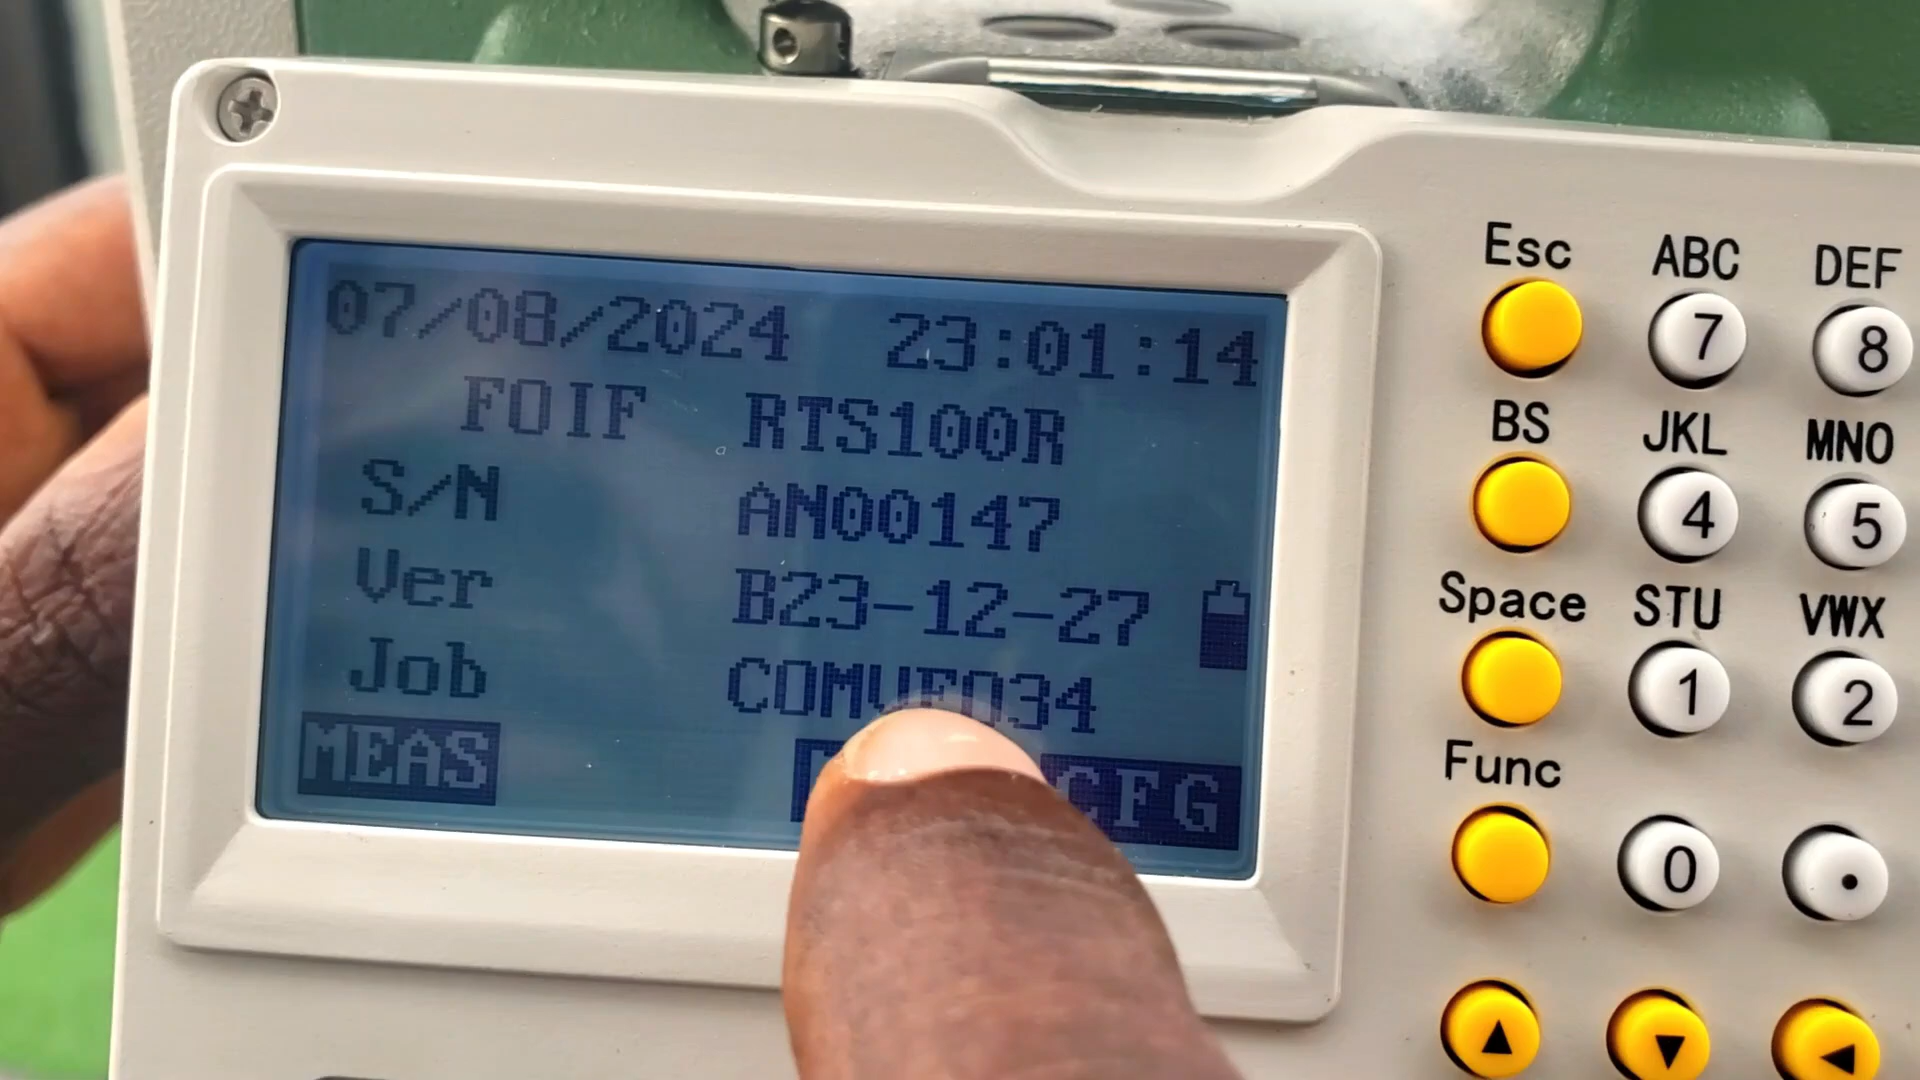 07/08/2024 23:01:14
FOIF RTS100R
S/N AN00147
Ver B23-12-27
Job
MEAS CFG
Esc ABC DEF
7 8
BS JKL MNO
4 5
Space STU VWX
1 2
Func
0 .
▲ ▼ ◀